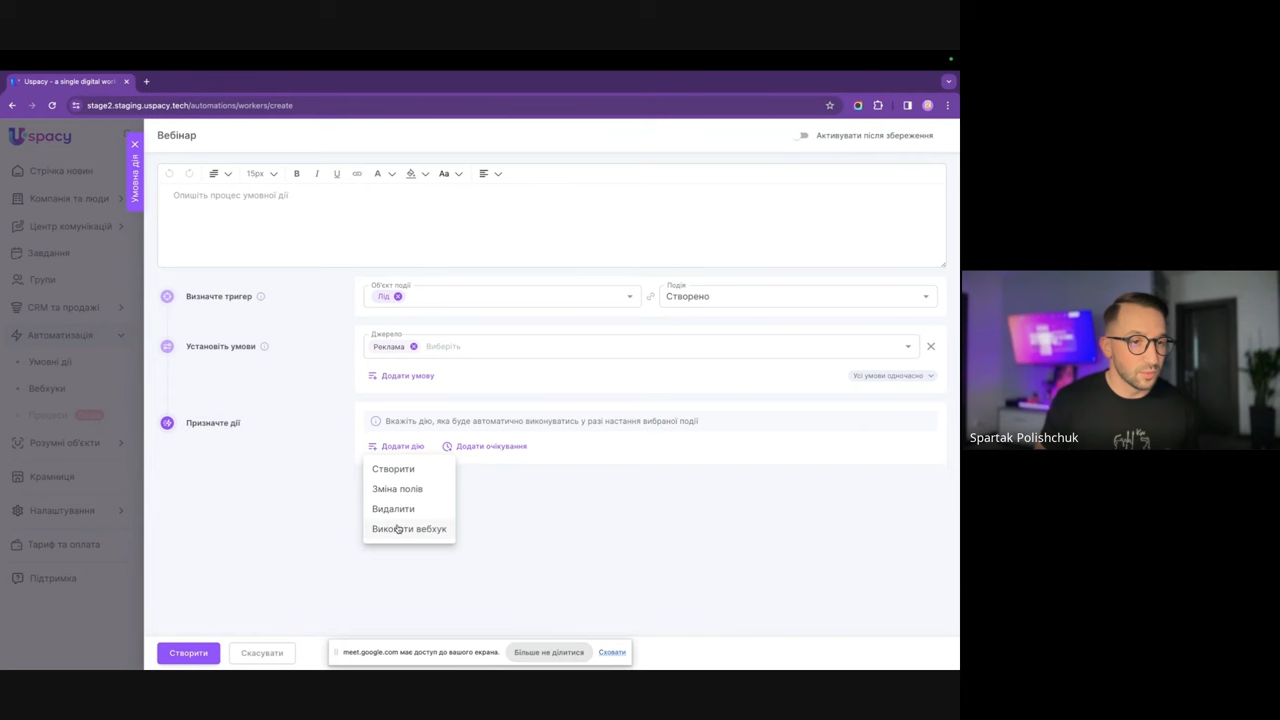 Uspacy - a single digital worl
stage2.staging.uspacy.tech/automations/workers/create
Uspacy
Стрічка новин
Компанія та люди
Центр комунікацій
Завдання
Групи
CRM та продажі
Автоматизація
Умовні дії
Вебхуки
Процеси
Розумні об'єкти
Крамниця
Налаштування
Тариф та оплата
Підтримка
Умовна дія
Вебінар
Активувати після збереження
15px
B I U A Aa
Опишіть процес умовної дії
Визначте тригер
Об'єкт події
Лід
Подія
Створено
Установіть умови
Джерело
Реклама
Виберіть
Додати умову
Усі умови одночасно
Призначте дії
Вкажіть дію, яка буде автоматично виконуватись у разі настання вибраної події
Додати дію
Додати очікування
Створити
Зміна полів
Видалити
Виконати вебхук
Створити
Скасувати
meet.google.com має доступ до вашого екрана.
Більше не ділитися
Сховати
Spartak Polishchuk